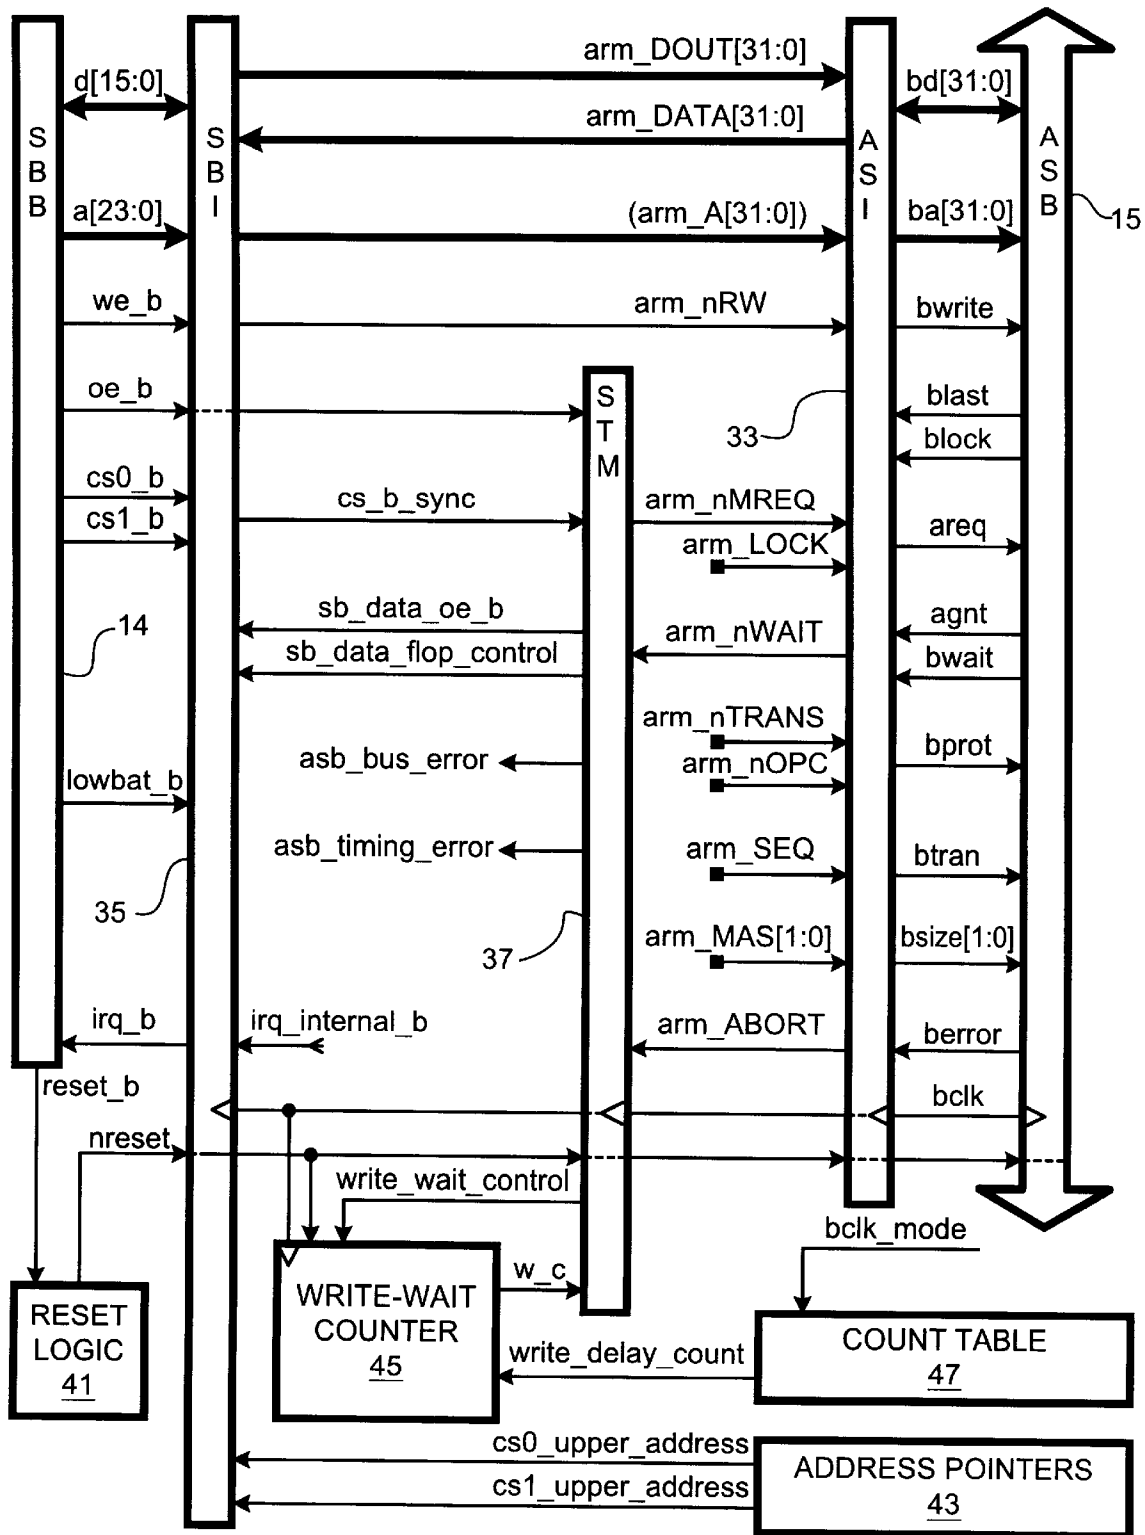 arm_DOUT[31:0]
d[15:0]
bd[31:0]
arm_DATA[31:0]
SBB
SBI
ASI
ASB
a[23:0]
(arm_A[31:0])
ba[31:0]
15
we_b
arm_nRW
bwrite
oe_b
STM
33
blast
block
cs0_b
cs_b_sync
arm_nMREQ
cs1_b
arm_LOCK
areq
sb_data_oe_b
14
arm_nWAIT
agnt
sb_data_flop_control
bwait
arm_nTRANS
asb_bus_error
arm_nOPC
bprot
lowbat_b
asb_timing_error
arm_SEQ
btran
35
37
arm_MAS[1:0]
bsize[1:0]
irq_b
irq_internal_b
arm_ABORT
berror
reset_b
bclk
nreset
write_wait_control
bclk_mode
w_c
RESET
LOGIC
41
WRITE-WAIT
COUNTER
45
write_delay_count
COUNT TABLE
47
cs0_upper_address
cs1_upper_address
ADDRESS POINTERS
43